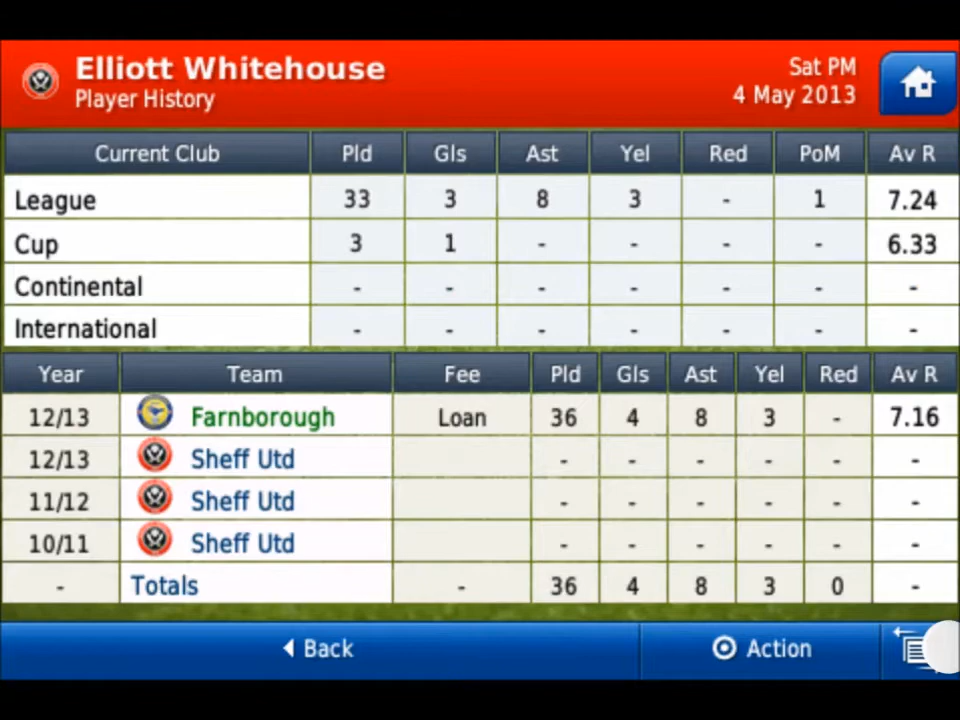 Elliott Whitehouse
Player History
Sat PM
4 May 2013
Current Club Pld Gls Ast Yel Red PoM Av R
League 33 3 8 3 - 1 7.24
Cup 3 1 - - - - 6.33
Continental - - - - - - -
International - - - - - - -
Year Team Fee Pld Gls Ast Yel Red Av R
12/13 Farnborough Loan 36 4 8 3 - 7.16
12/13 Sheff Utd - - - - - -
11/12 Sheff Utd - - - - - -
10/11 Sheff Utd - - - - - -
- Totals - 36 4 8 3 0 -
Back Action